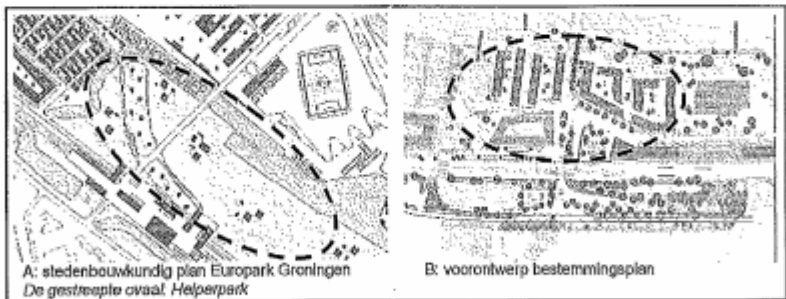 A: stedenbouwkundig plan Europark Groningen
De gestreepte ovaal: Helperpark
B: voorontwerp bestemmingsplan